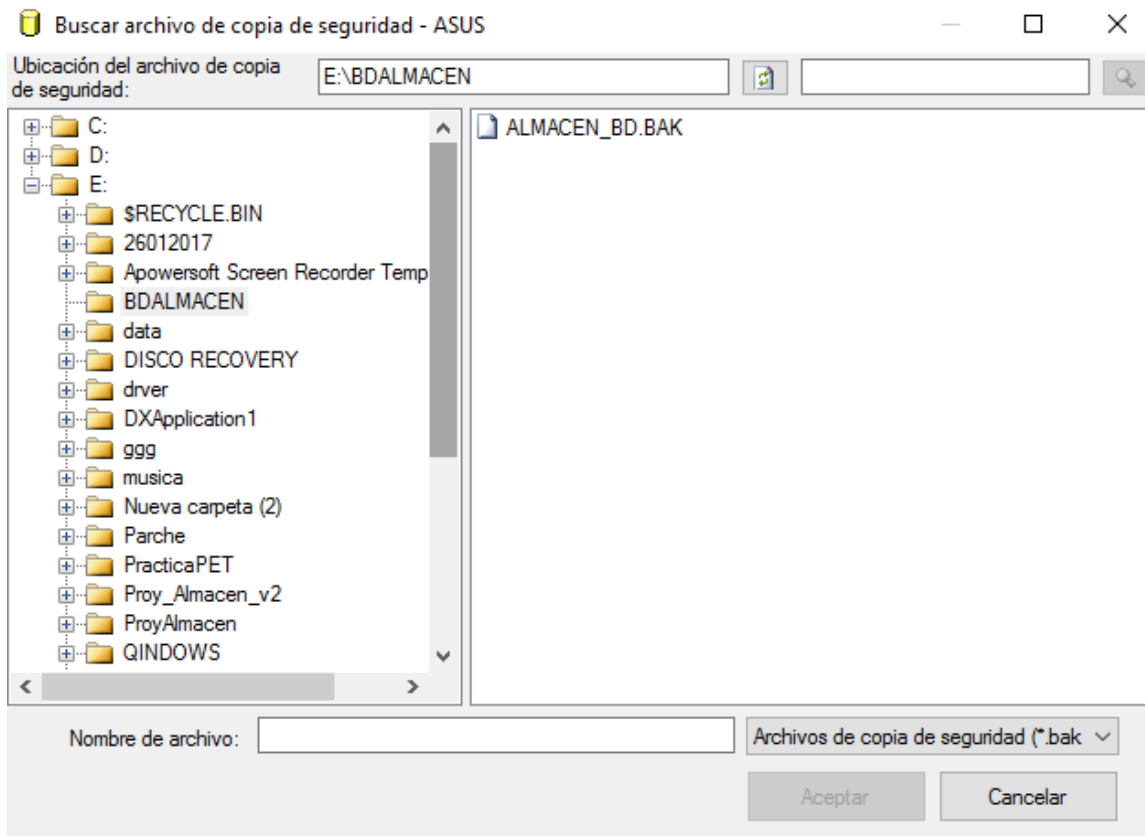 Buscar archivo de copia de seguridad - ASUS
Ubicación del archivo de copia
de seguridad:
E:\BDALMACEN
C:
D:
E:
$RECYCLE.BIN
26012017
Apowersoft Screen Recorder Temp
BDALMACEN
data
DISCO RECOVERY
drver
DXApplication1
ggg
musica
Nueva carpeta (2)
Parche
PracticaPET
Proy_Almacen_v2
ProyAlmacen
QINDOWS
ALMACEN_BD.BAK
Nombre de archivo:
Archivos de copia de seguridad (*.bak
Aceptar
Cancelar